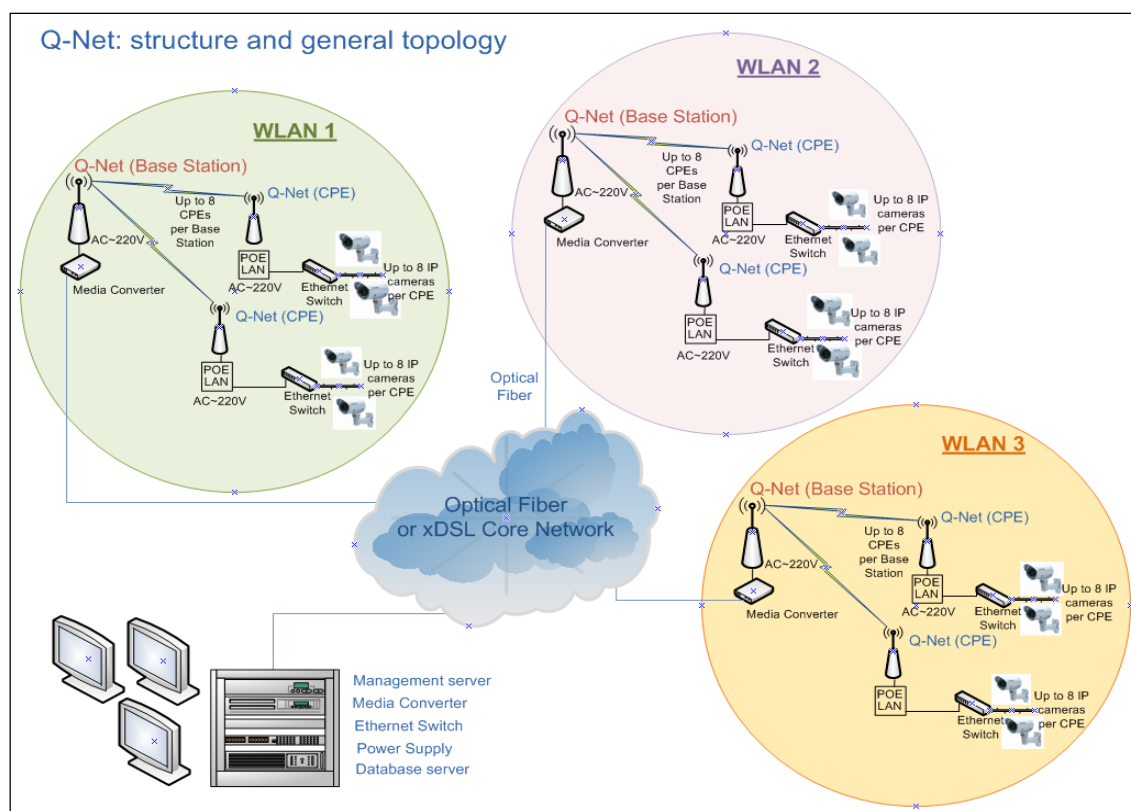 Q-Net: structure and general topology
WLAN 1
Q-Net (Base Station)
Q-Net (CPE)
Up to 8
CPEs
per Base
Station
AC~220V
Media Converter
POE
LAN
AC~220V
Ethernet
Switch
Up to 8 IP
cameras
per CPE
Q-Net (CPE)
POE
LAN
AC~220V
Ethernet
Switch
Up to 8 IP
cameras
per CPE
WLAN 2
Q-Net (Base Station)
Q-Net (CPE)
Up to 8
CPEs
per Base
Station
AC~220V
Media Converter
POE
LAN
AC~220V
Ethernet
Switch
Up to 8 IP
cameras
per CPE
Q-Net (CPE)
POE
LAN
AC~220V
Ethernet
Switch
Up to 8 IP
cameras
per CPE
Optical
Fiber
Optical Fiber
or xDSL Core Network
WLAN 3
Q-Net (Base Station)
Q-Net (CPE)
Up to 8
CPEs
per Base
Station
AC~220V
Media Converter
POE
LAN
AC~220V
Ethernet
Switch
Up to 8 IP
cameras
per CPE
Q-Net (CPE)
POE
LAN
Ethernet
Switch
Up to 8 IP
cameras
per CPE
Management server
Media Converter
Ethernet Switch
Power Supply
Database server